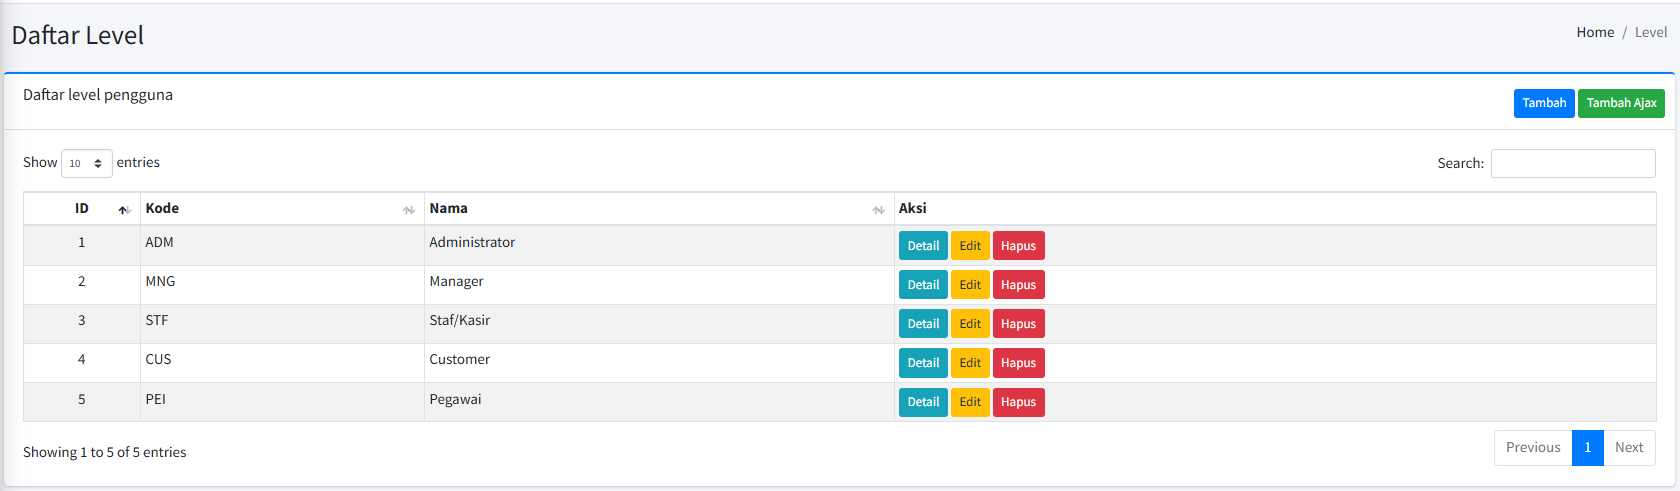 Daftar Level
Home / Level
Daftar level pengguna
Tambah Tambah Ajax
Show 10 entries
Search:
ID Kode Nama Aksi
1 ADM Administrator Detail Edit Hapus
2 MNG Manager Detail Edit Hapus
3 STF Staf/Kasir Detail Edit Hapus
4 CUS Customer Detail Edit Hapus
5 PEI Pegawai Detail Edit Hapus
Showing 1 to 5 of 5 entries
Previous 1 Next